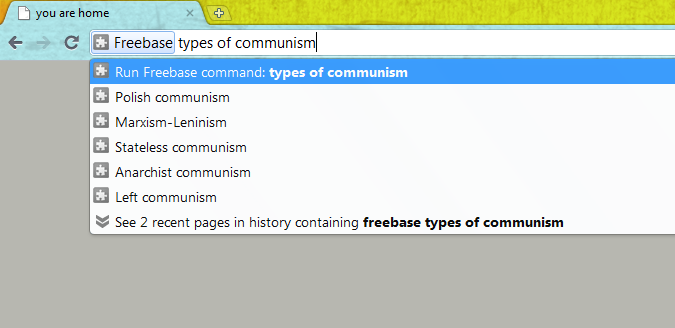 you are home
Freebase types of communism
Run Freebase command: types of communism
Polish communism
Marxism-Leninism
Stateless communism
Anarchist communism
Left communism
See 2 recent pages in history containing freebase types of communism